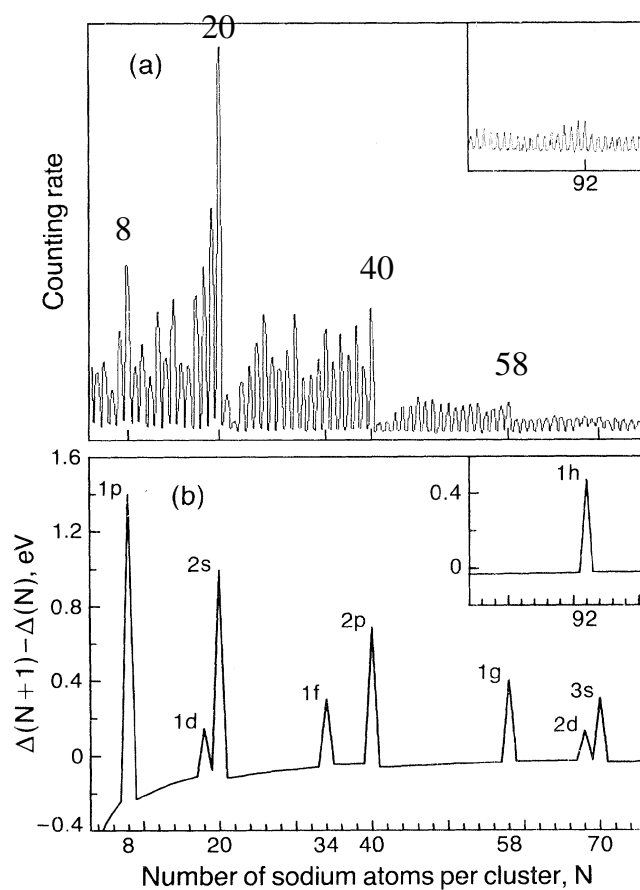 20
(a)
92
8
40
58
Counting rate
1.6
1p
(b)
1h
0.4
0
92
1.2
2s
0.8
2p
0.4
1f
1g
3s
1d
2d
0
−0.4
Δ(N + 1) – Δ(N), eV
8 20 34 40 58 70
Number of sodium atoms per cluster, N